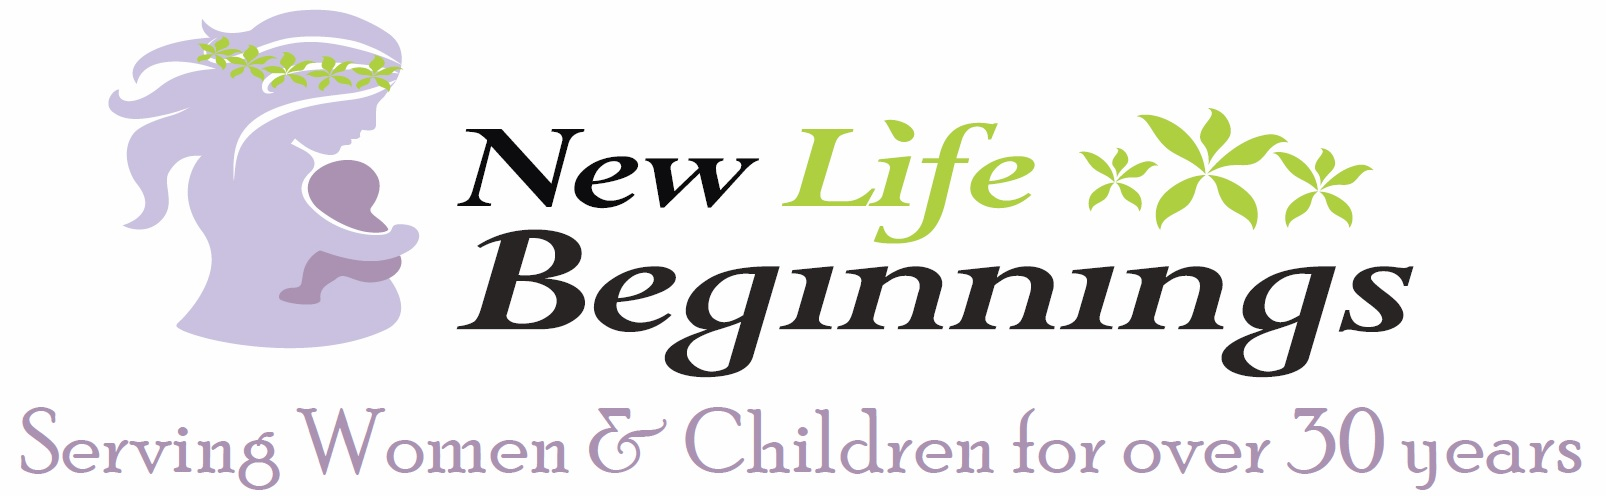 New Life
Beginnings
Serving Women & Children for over 30 years